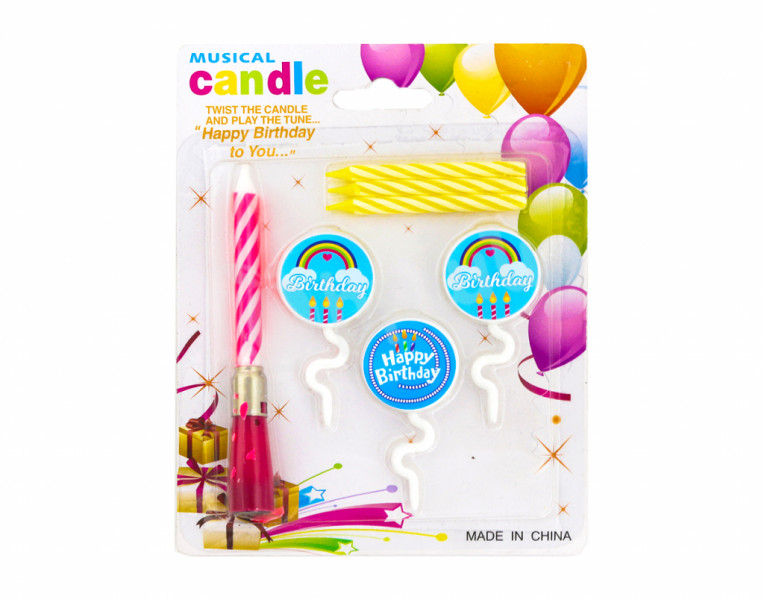 MUSICAL
candle
TWIST THE CANDLE
AND PLAY THE TUNE...
"Happy Birthday
to You..."
Birthday
Birthday
Happy
Birthday
MADE IN CHINA